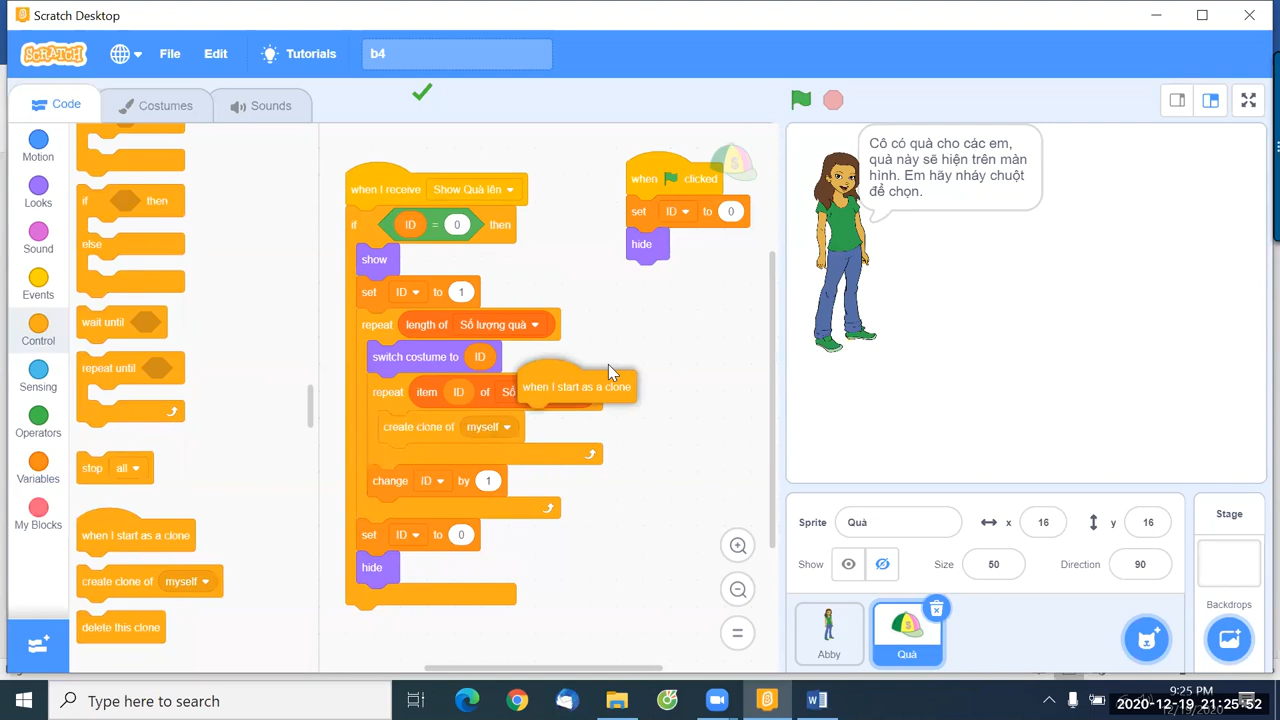 Scratch Desktop
SCRATCH
File
Edit
Tutorials
b4
Code
Costumes
Sounds
Motion
Looks
Sound
Events
Control
Sensing
Operators
Variables
My Blocks
if then
else
wait until
repeat until
stop all
when I start as a clone
create clone of myself
delete this clone
when I receive Show Quà lên
if ID = 0 then
show
set ID to 1
repeat length of Số lượng quà
switch costume to ID
repeat item ID of Số
when I start as a clone
create clone of myself
change ID by 1
set ID to 0
hide
when clicked
set ID to 0
hide
Cô có quà cho các em,
quà này sẽ hiện trên màn
hình. Em hãy nháy chuột
để chọn.
Sprite Quà x 16 y 16
Show Size 50 Direction 90
Abby
Quà
Stage
Backdrops
Type here to search
9:25 PM
2020-12-19 21:25:52
12/19/2020